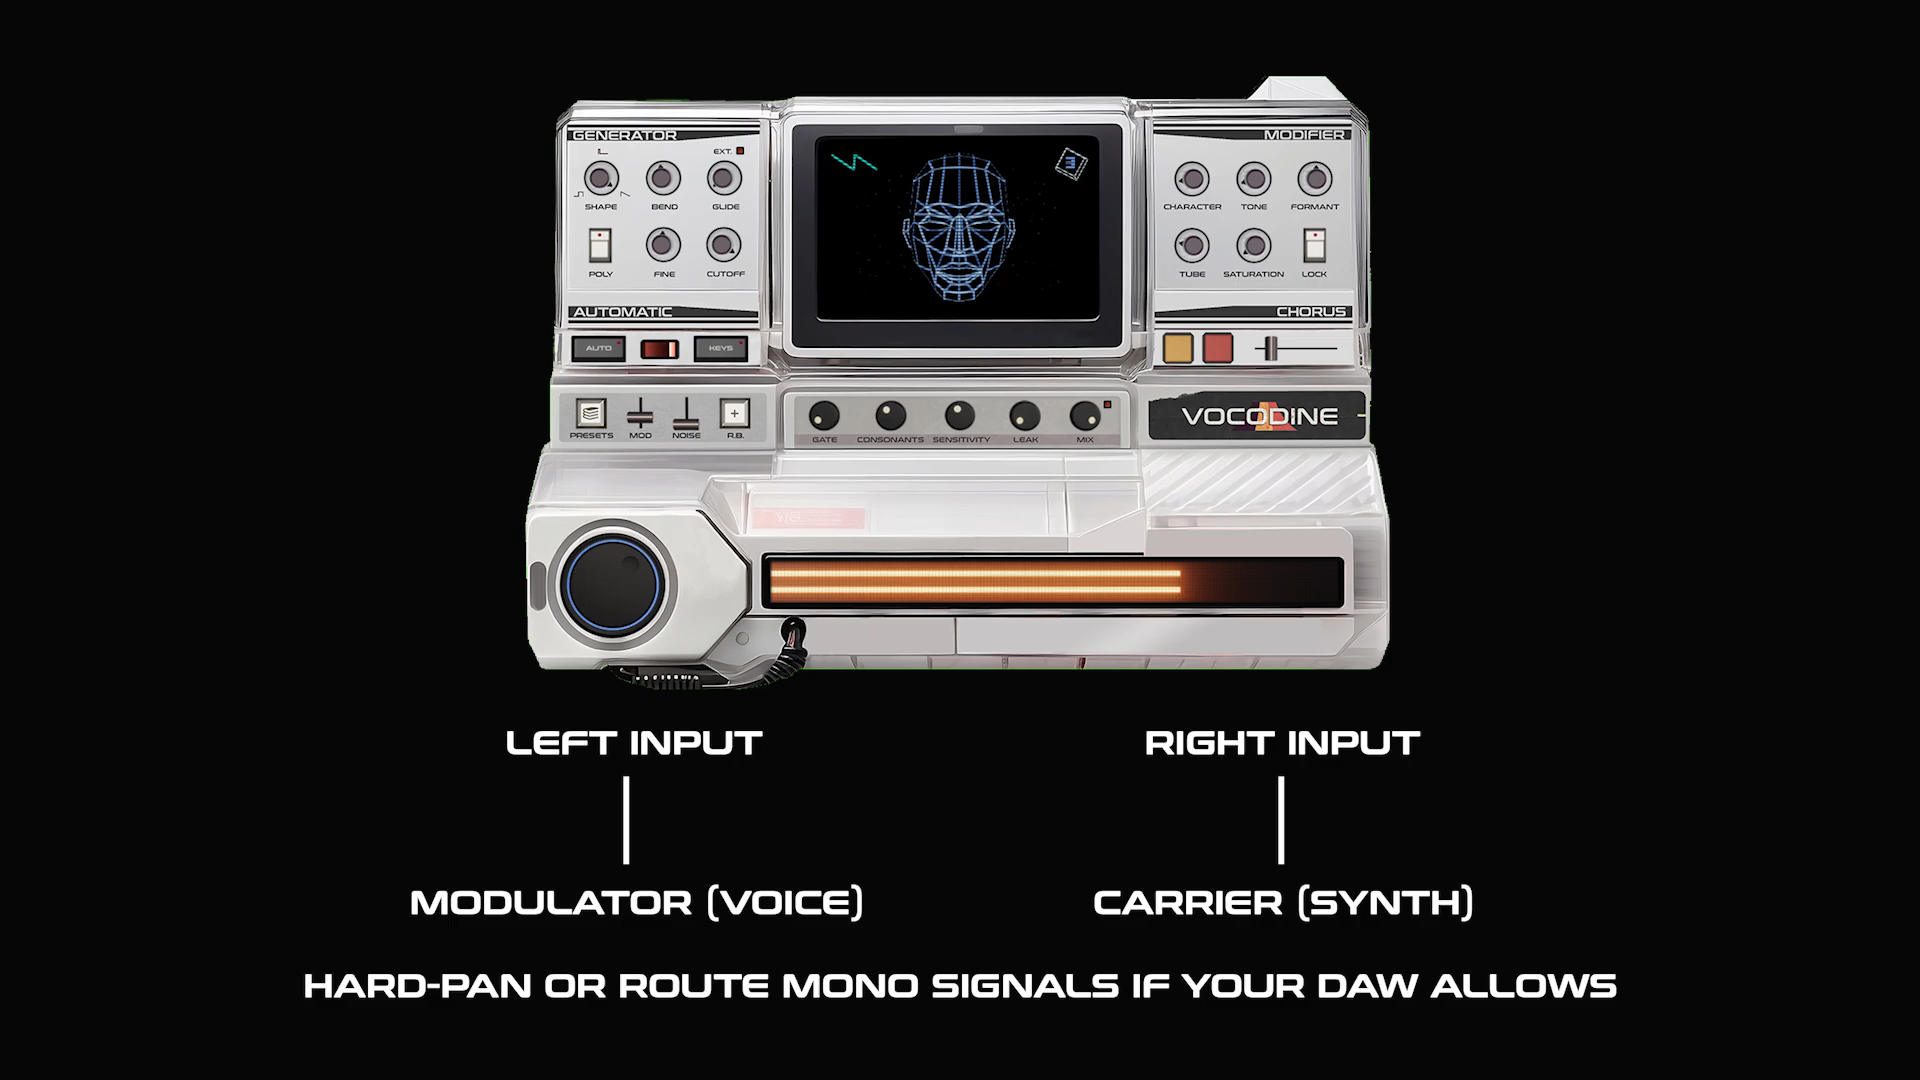 GENERATOR
EXT.
SHAPE BEND GLIDE
POLY FINE CUTOFF
AUTOMATIC
AUTO KEYS
PRESETS MOD NOISE R.B.
3
GATE CONSONANTS SENSITIVITY LEAK MIX
MODIFIER
CHARACTER TONE FORMANT
TUBE SATURATION LOCK
CHORUS
VOCODINE
LEFT INPUT
RIGHT INPUT
MODULATOR (VOICE)
CARRIER (SYNTH)
HARD-PAN OR ROUTE MONO SIGNALS IF YOUR DAW ALLOWS